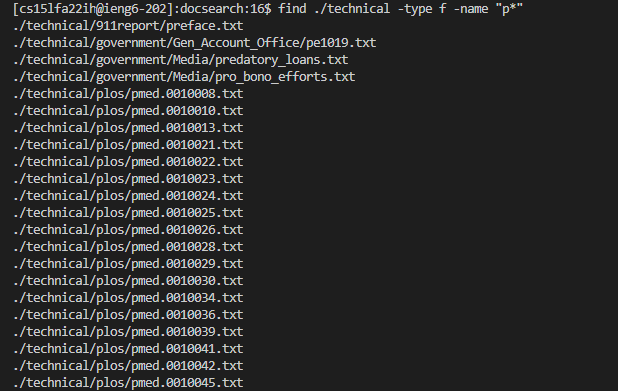 [cs15lfa22ih@ieng6-202]:docsearch:16$ find ./technical -type f -name "p*"
./technical/911report/preface.txt
./technical/government/Gen_Account_Office/pe1019.txt
./technical/government/Media/predatory_loans.txt
./technical/government/Media/pro_bono_efforts.txt
./technical/plos/pmed.0010008.txt
./technical/plos/pmed.0010010.txt
./technical/plos/pmed.0010013.txt
./technical/plos/pmed.0010021.txt
./technical/plos/pmed.0010022.txt
./technical/plos/pmed.0010023.txt
./technical/plos/pmed.0010024.txt
./technical/plos/pmed.0010025.txt
./technical/plos/pmed.0010026.txt
./technical/plos/pmed.0010028.txt
./technical/plos/pmed.0010029.txt
./technical/plos/pmed.0010030.txt
./technical/plos/pmed.0010034.txt
./technical/plos/pmed.0010036.txt
./technical/plos/pmed.0010039.txt
./technical/plos/pmed.0010041.txt
./technical/plos/pmed.0010042.txt
./technical/plos/pmed.0010045.txt